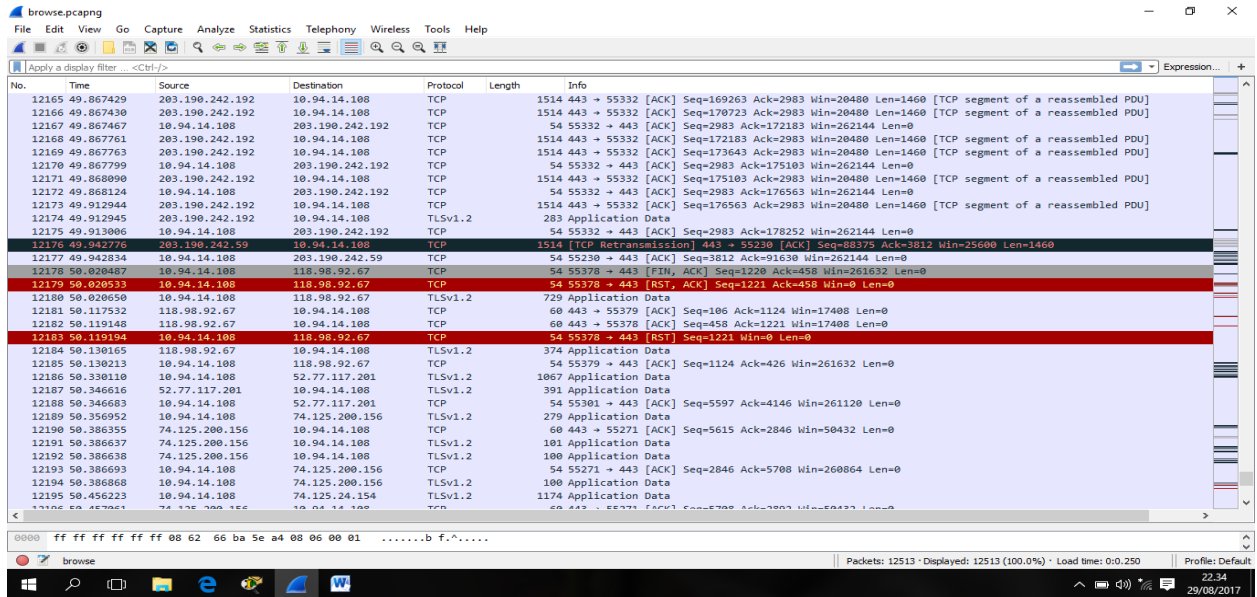 browse.pcapng
File Edit View Go Capture Analyze Statistics Telephony Wireless Tools Help
Apply a display filter ... <Ctrl-/> Expression... +
No. Time Source Destination Protocol Length Info
12165 49.867429 203.190.242.192 10.94.14.108 TCP 1514 443 → 55332 [ACK] Seq=169263 Ack=2983 Win=20480 Len=1460 [TCP segment of a reassembled PDU]
12166 49.867430 203.190.242.192 10.94.14.108 TCP 1514 443 → 55332 [ACK] Seq=170723 Ack=2983 Win=20480 Len=1460 [TCP segment of a reassembled PDU]
12167 49.867467 10.94.14.108 203.190.242.192 TCP 54 55332 → 443 [ACK] Seq=2983 Ack=172183 Win=262144 Len=0
12168 49.867761 203.190.242.192 10.94.14.108 TCP 1514 443 → 55332 [ACK] Seq=172183 Ack=2983 Win=20480 Len=1460 [TCP segment of a reassembled PDU]
12169 49.867763 203.190.242.192 10.94.14.108 TCP 1514 443 → 55332 [ACK] Seq=173643 Ack=2983 Win=20480 Len=1460 [TCP segment of a reassembled PDU]
12170 49.867799 10.94.14.108 203.190.242.192 TCP 54 55332 → 443 [ACK] Seq=2983 Ack=175103 Win=262144 Len=0
12171 49.868090 203.190.242.192 10.94.14.108 TCP 1514 443 → 55332 [ACK] Seq=175103 Ack=2983 Win=20480 Len=1460 [TCP segment of a reassembled PDU]
12172 49.868124 10.94.14.108 203.190.242.192 TCP 54 55332 → 443 [ACK] Seq=2983 Ack=176563 Win=262144 Len=0
12173 49.912944 203.190.242.192 10.94.14.108 TCP 1514 443 → 55332 [ACK] Seq=176563 Ack=2983 Win=20480 Len=1460 [TCP segment of a reassembled PDU]
12174 49.912945 203.190.242.192 10.94.14.108 TLSv1.2 283 Application Data
12175 49.913006 10.94.14.108 203.190.242.192 TCP 54 55332 → 443 [ACK] Seq=2983 Ack=178252 Win=262144 Len=0
12176 49.942776 203.190.242.59 10.94.14.108 TCP 1514 [TCP Retransmission] 443 → 55230 [ACK] Seq=88375 Ack=3812 Win=25600 Len=1460
12177 49.942834 10.94.14.108 203.190.242.59 TCP 54 55230 → 443 [ACK] Seq=3812 Ack=91630 Win=262144 Len=0
12178 50.020487 10.94.14.108 118.98.92.67 TCP 54 55378 → 443 [FIN, ACK] Seq=1220 Ack=458 Win=261632 Len=0
12179 50.020533 10.94.14.108 118.98.92.67 TCP 54 55378 → 443 [RST, ACK] Seq=1221 Ack=458 Win=0 Len=0
12180 50.020650 10.94.14.108 118.98.92.67 TLSv1.2 729 Application Data
12181 50.117532 118.98.92.67 10.94.14.108 TCP 60 443 → 55379 [ACK] Seq=106 Ack=1124 Win=17408 Len=0
12182 50.119148 118.98.92.67 10.94.14.108 TCP 60 443 → 55378 [ACK] Seq=458 Ack=1221 Win=17408 Len=0
12183 50.119194 10.94.14.108 118.98.92.67 TCP 54 55378 → 443 [RST] Seq=1221 Win=0 Len=0
12184 50.130165 118.98.92.67 10.94.14.108 TLSv1.2 374 Application Data
12185 50.130213 10.94.14.108 118.98.92.67 TCP 54 55379 → 443 [ACK] Seq=1124 Ack=426 Win=261632 Len=0
12186 50.330110 10.94.14.108 52.77.117.201 TLSv1.2 1067 Application Data
12187 50.346616 52.77.117.201 10.94.14.108 TLSv1.2 391 Application Data
12188 50.346683 10.94.14.108 52.77.117.201 TCP 54 55301 → 443 [ACK] Seq=5597 Ack=4146 Win=261120 Len=0
12189 50.356952 10.94.14.108 74.125.200.156 TLSv1.2 279 Application Data
12190 50.386355 74.125.200.156 10.94.14.108 TCP 60 443 → 55271 [ACK] Seq=5615 Ack=2846 Win=50432 Len=0
12191 50.386637 74.125.200.156 10.94.14.108 TLSv1.2 101 Application Data
12192 50.386638 74.125.200.156 10.94.14.108 TLSv1.2 100 Application Data
12193 50.386693 10.94.14.108 74.125.200.156 TCP 54 55271 → 443 [ACK] Seq=2846 Ack=5708 Win=260864 Len=0
12194 50.386868 10.94.14.108 74.125.200.156 TLSv1.2 100 Application Data
12195 50.456223 10.94.14.108 74.125.24.154 TLSv1.2 1174 Application Data
12196 50.457061 74.125.200.156 10.94.14.108 TCP 60 443 → 55271 [ACK] Seq=5708 Ack=2892 Win=50432 Len=0
0000 ff ff ff ff ff ff 08 62 66 ba 5e a4 08 06 00 01 .......b f.^.....
browse Packets: 12513 · Displayed: 12513 (100.0%) · Load time: 0:0.250 Profile: Default
22.34
29/08/2017